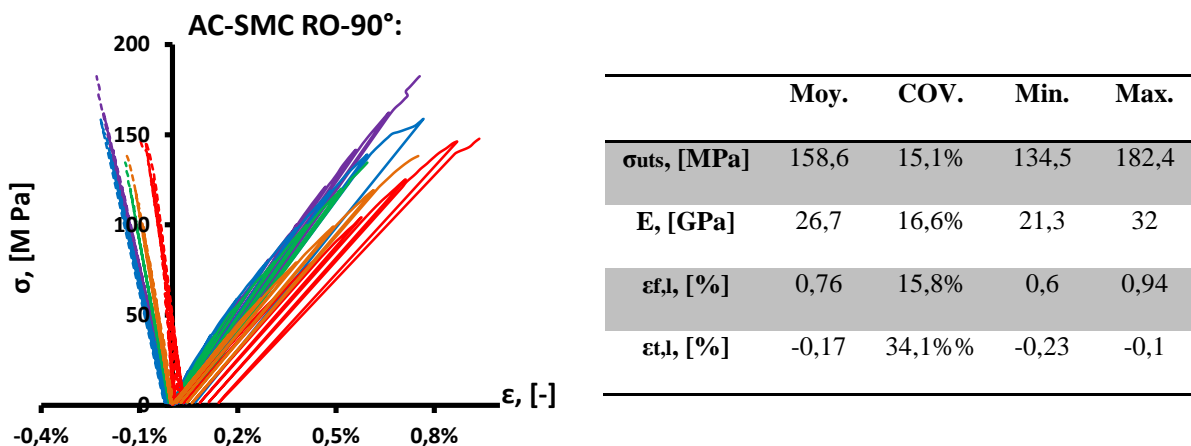 AC-SMC RO-90°:
200
150
100
50
0
σ, [M Pa]
ε, [-]
-0,4% -0,1% 0,2% 0,5% 0,8%
Moy. COV. Min. Max.
σuts, [MPa] 158,6 15,1% 134,5 182,4
E, [GPa] 26,7 16,6% 21,3 32
εf,l, [%] 0,76 15,8% 0,6 0,94
εt,l, [%] -0,17 34,1%% -0,23 -0,1